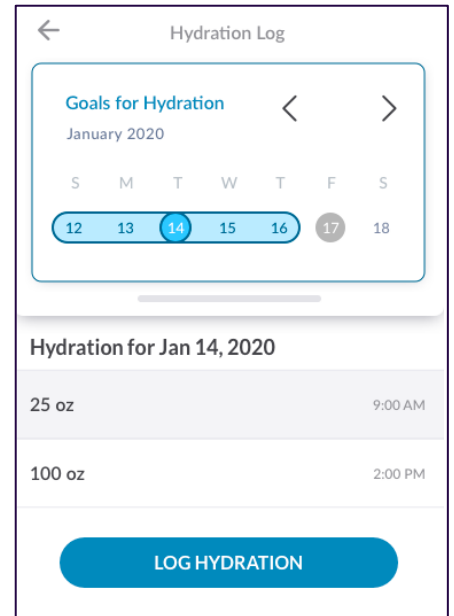 Hydration Log
Goals for Hydration
January 2020
S M T W T F S
12 13 14 15 16 17 18
Hydration for Jan 14, 2020
25 oz 9:00 AM
100 oz 2:00 PM
LOG HYDRATION